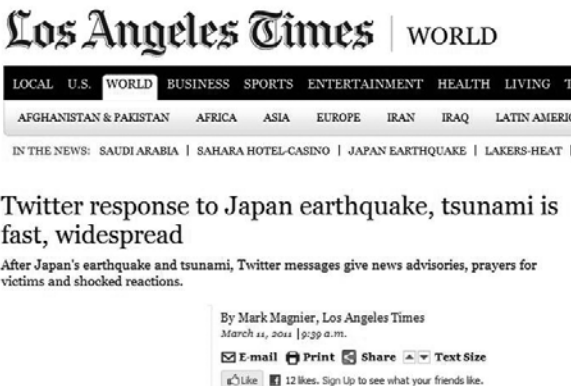 Los Angeles Times | WORLD
LOCAL U.S. WORLD BUSINESS SPORTS ENTERTAINMENT HEALTH LIVING T
AFGHANISTAN & PAKISTAN AFRICA ASIA EUROPE IRAN IRAQ LATIN AMERIC
IN THE NEWS: SAUDI ARABIA | SAHARA HOTEL-CASINO | JAPAN EARTHQUAKE | LAKERS-HEAT |
Twitter response to Japan earthquake, tsunami is
fast, widespread
After Japan's earthquake and tsunami, Twitter messages give news advisories, prayers for
victims and shocked reactions.
By Mark Magnier, Los Angeles Times
March 11, 2011 | 9:39 a.m.
E-mail Print Share Text Size
Like 12 likes. Sign Up to see what your friends like.